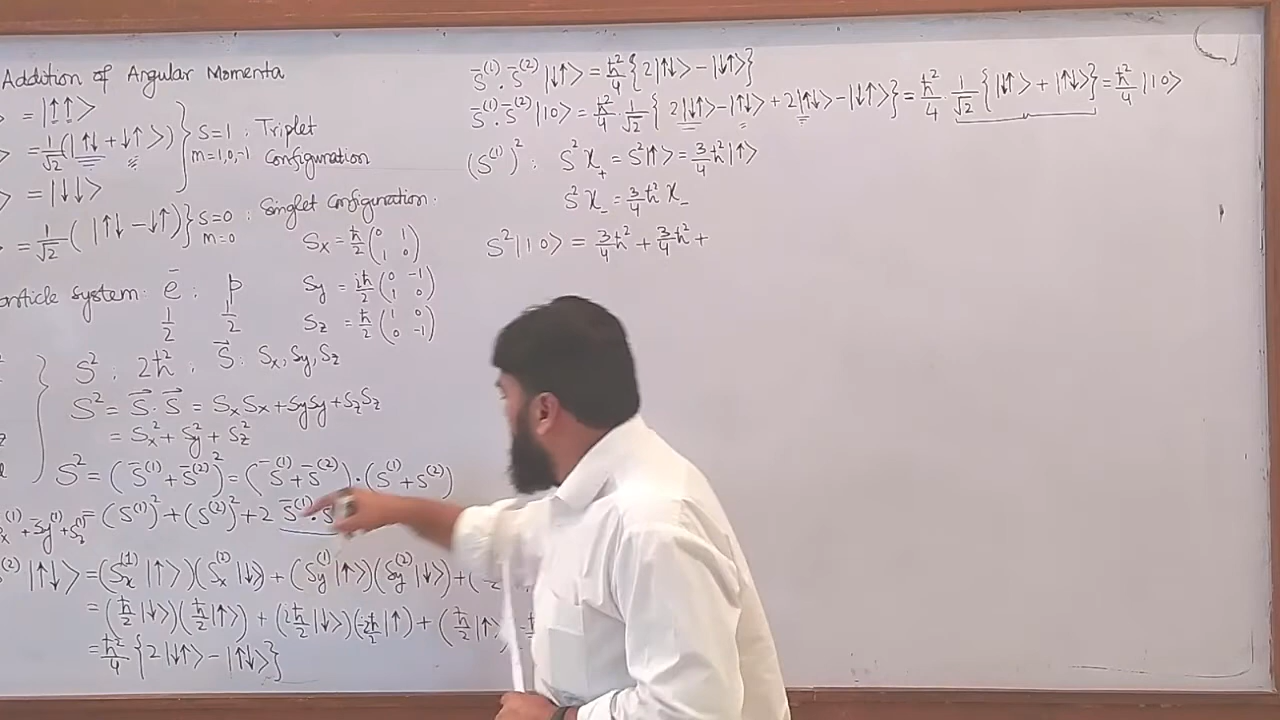 Addition of Angular Momenta
= |↑↑>
> = 1/√2 (|↑↓ + ↓↑>) } S=1 : Triplet
m=1,0,-1 Configuration
> = |↓↓>
> = 1/√2 ( |↑↓ - ↓↑) } S=0 : Singlet Configuration.
m=0
Sx = ħ/2 (0 1 1 0)
system: ē : p
1/2 1/2
Sy = iħ/2 (0 -1 1 0)
Sz = ħ/2 (1 0 0 -1)
S² : 2ħ² : S⃗ : Sx, Sy, Sz
S² = S⃗ · S⃗ = SxSx + SySy + SzSz
= Sx² + Sy² + Sz²
S² = (S̄⁽¹⁾ + S̄⁽²⁾)² = (S̄⁽¹⁾ + S̄⁽²⁾) · (S⁽¹⁾ + S⁽²⁾)
= (S⁽¹⁾)² + (S⁽²⁾)² + 2 S̄⁽¹⁾ · S
|↑↓> = (Sx⁽¹⁾ |↑>)(Sx⁽²⁾ |↓) + (Sy⁽¹⁾ |↑>)(Sy⁽²⁾ |↓) + (
= (ħ/2 |↓>)(ħ/2 |↑>) + (iħ/2 |↓>)(-iħ/2 |↑) + (ħ/2 |↑>
= ħ²/4 {2|↓↑> - |↑↓>}
S̄⁽¹⁾ · S̄⁽²⁾ |↓↑> = ħ²/4 {2|↑↓> - |↓↑>}
S̄⁽¹⁾ · S̄⁽²⁾ |10> = ħ²/4 · 1/√2 { 2|↓↑> - |↑↓> + 2|↑↓> - |↓↑> } = ħ²/4 1/√2 { |↓↑> + |↑↓> } = ħ²/4 |10>
(S⁽¹⁾)² : S² χ₊ = S² |↑> = 3/4 ħ² |↑>
S² χ₋ = 3/4 ħ² χ₋
S² |10> = 3/4 ħ² + 3/4 ħ² +